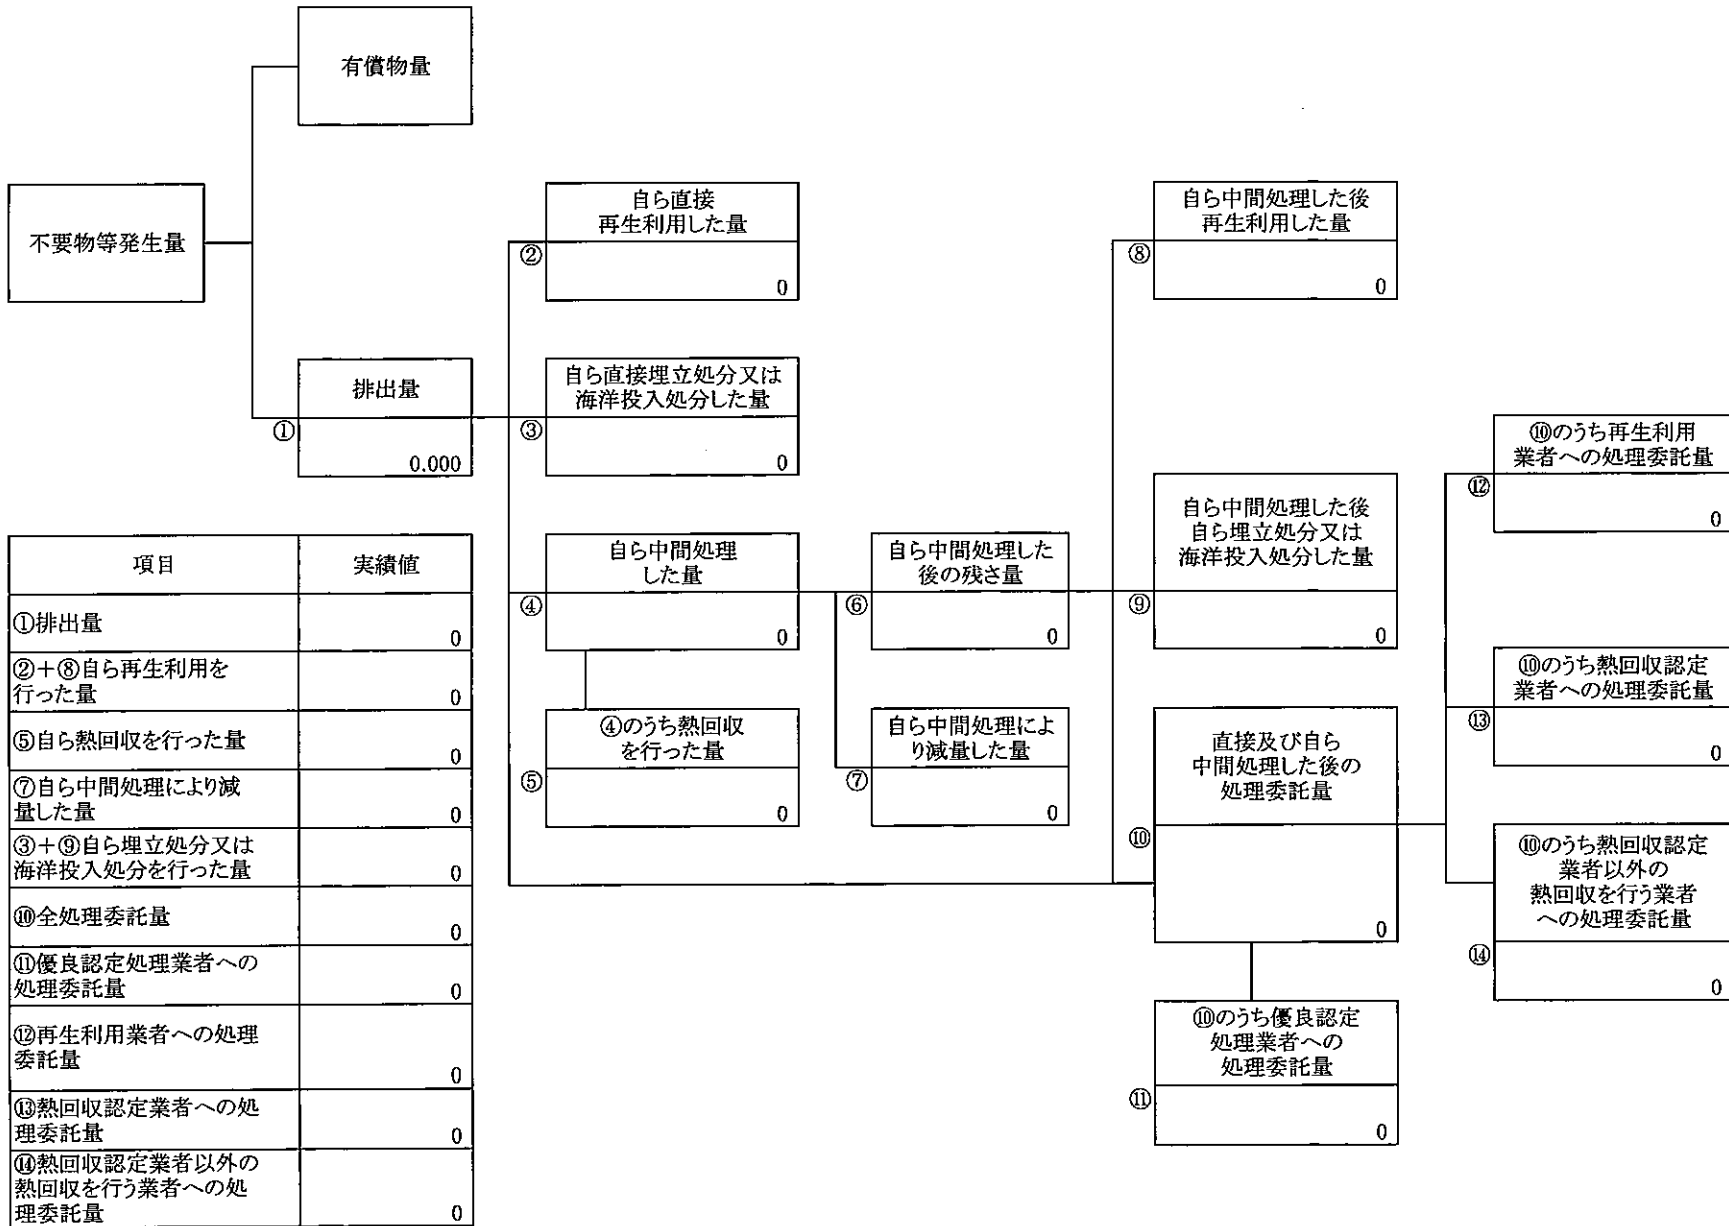 有償物量
不要物等発生量
自ら直接
再生利用した量
②
0
自ら中間処理した後
再生利用した量
⑧
0
排出量
①
0.000
自ら直接埋立処分又は
海洋投入処分した量
③
0
⑩のうち再生利用
業者への処理委託量
⑫
0
自ら中間処理した後
自ら埋立処分又は
海洋投入処分した量
⑨
0
自ら中間処理
した量
④
0
自ら中間処理した
後の残さ量
⑥
0
⑩のうち熱回収認定
業者への処理委託量
⑬
0
④のうち熱回収
を行った量
⑤
0
自ら中間処理によ
り減量した量
⑦
0
直接及び自ら
中間処理した後の
処理委託量
⑩
0
⑩のうち熱回収認定
業者以外の
熱回収を行う業者
への処理委託量
⑭
0
⑩のうち優良認定
処理業者への
処理委託量
⑪
0
項目 実績値
①排出量
0
②+⑧自ら再生利用を
行った量 0
⑤自ら熱回収を行った量
0
⑦自ら中間処理により減
量した量 0
③+⑨自ら埋立処分又は
海洋投入処分を行った量 0
⑩全処理委託量
0
⑪優良認定処理業者への
処理委託量 0
⑫再生利用業者への処理
委託量
0
⑬熱回収認定業者への処
理委託量 0
⑭熱回収認定業者以外の
熱回収を行う業者への処
理委託量 0